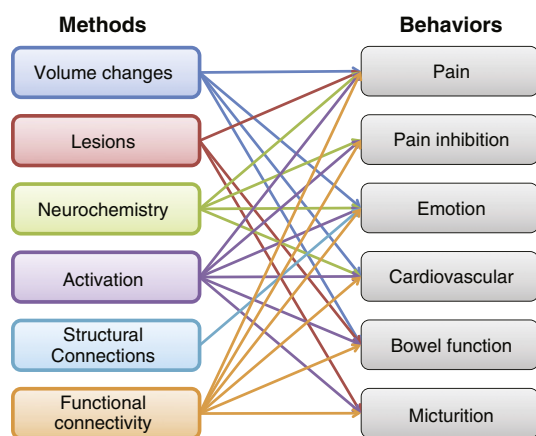 Methods
Behaviors
Volume changes
Pain
Lesions
Pain inhibition
Neurochemistry
Emotion
Activation
Cardiovascular
Structural
Connections
Bowel function
Functional
connectivity
Micturition